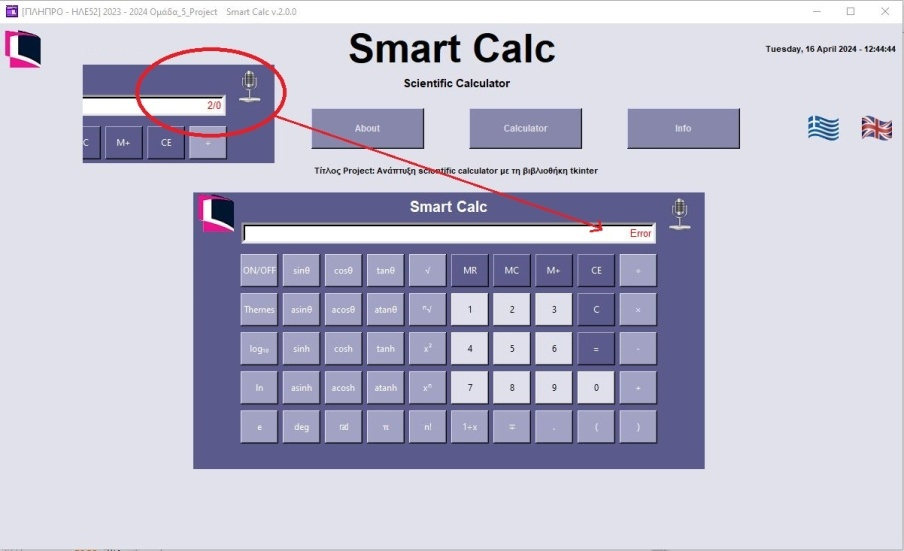 [ΠΛΗΠΡΟ - ΗΛΕ52] 2023 - 2024 Ομάδα_5_Project Smart Calc v.2.0.0
Smart Calc
Tuesday, 16 April 2024 - 12:44:44
Scientific Calculator
2/0
C M+ CE ÷
About Calculator Info
Τίτλος Project: Ανάπτυξη scientific calculator με τη βιβλιοθήκη tkinter
Smart Calc
Error
ON/OFF sinθ cosθ tanθ √ MR MC M+ CE ÷
Themes asinθ acosθ atanθ ⁿ√ 1 2 3 C ×
log₁₀ sinh cosh tanh x² 4 5 6 = -
ln asinh acosh atanh xⁿ 7 8 9 0 +
e deg rad π n! 1÷x ∓ . ( )